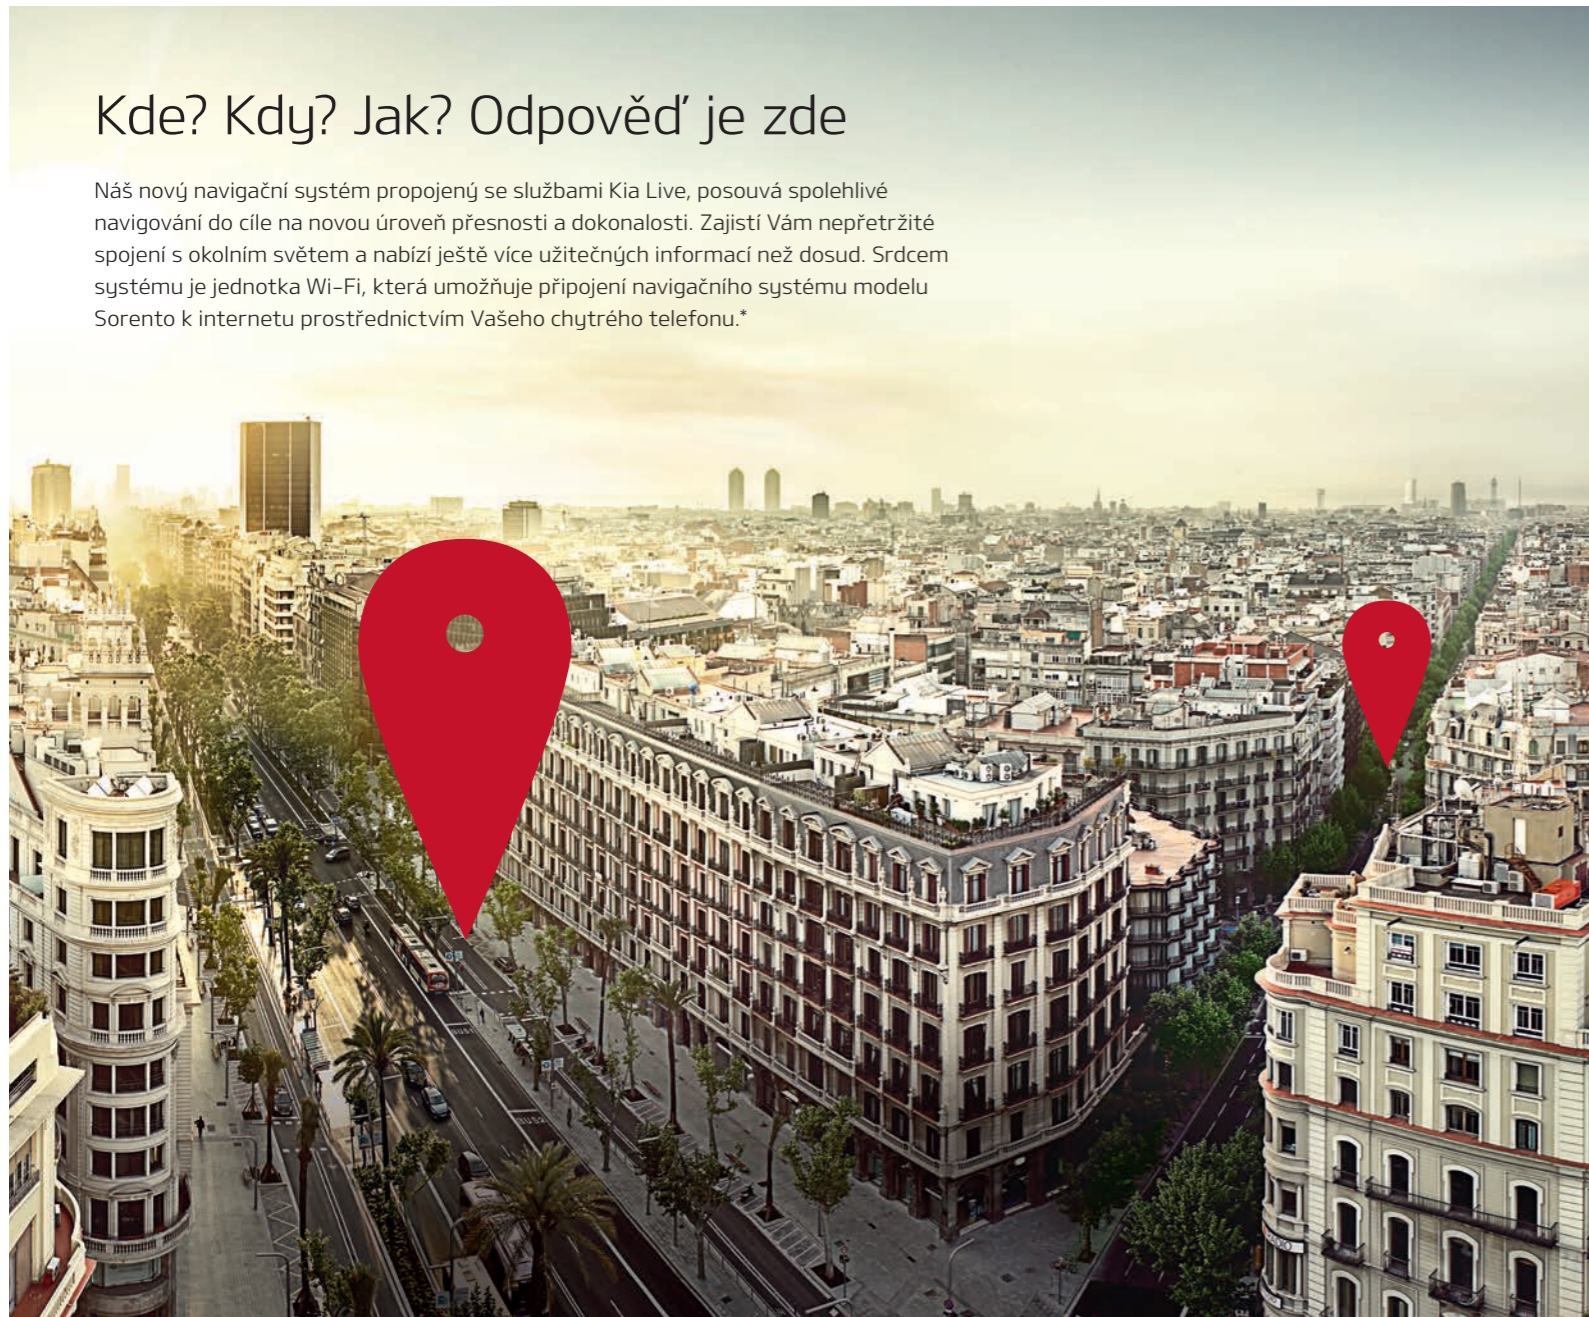 Kde? Kdy? Jak? Odpověď je zde
Náš nový navigační systém propojený se službami Kia Live, posouvá spolehlivé
navigování do cíle na novou úroveň přesnosti a dokonalosti. Zajistí Vám nepřetržité
spojení s okolním světem a nabízí ještě více užitečných informací než dosud. Srdcem
systému je jednotka Wi-Fi, která umožňuje připojení navigačního systému modelu
Sorento k internetu prostřednictvím Vašeho chytrého telefonu.*